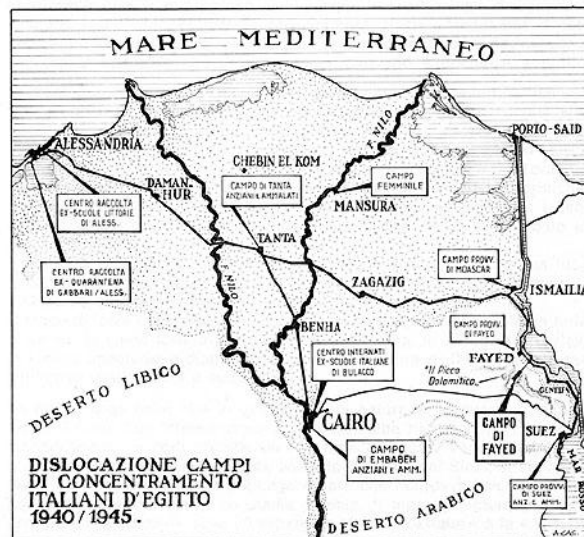 MARE MEDITERRANEO
ALESSANDRIA
F. NILO
PORTO-SAID
CHEBIN EL KOM
DAMAN-
HUR
CENTRO RACCOLTA
EX-SCUOLE LITTORIE
DI ALESS.
CAMPO DI TANTA
ANZIANI E AMMALATI
CAMPO
FEMMINILE
MANSURA
CENTRO RACCOLTA
EX-QUARANTENA
DI GABBARI/ALESS.
TANTA
F. NILO
ZAGAZIG
CAMPO PROVV.
DI MOASCAR
ISMAILIA
BENHA
CAMPO PROVV.
DI FAYED
FAYED
CENTRO INTERNATI
EX-SCUOLE ITALIANE
DI BULACCO
"Il Picco
Dolomitico"
GENEFA
DESERTO LIBICO
CAIRO
CAMPO
DI
FAYED
SUEZ
CAMPO
DI EMBABEH
ANZIANI E AMM.
CAMPO PROVV.
DI SUEZ
ANZ. E AMM.
MAR
DESERTO ARABICO
DISLOCAZIONE CAMPI
DI CONCENTRAMENTO
ITALIANI D'EGITTO
1940/1945.